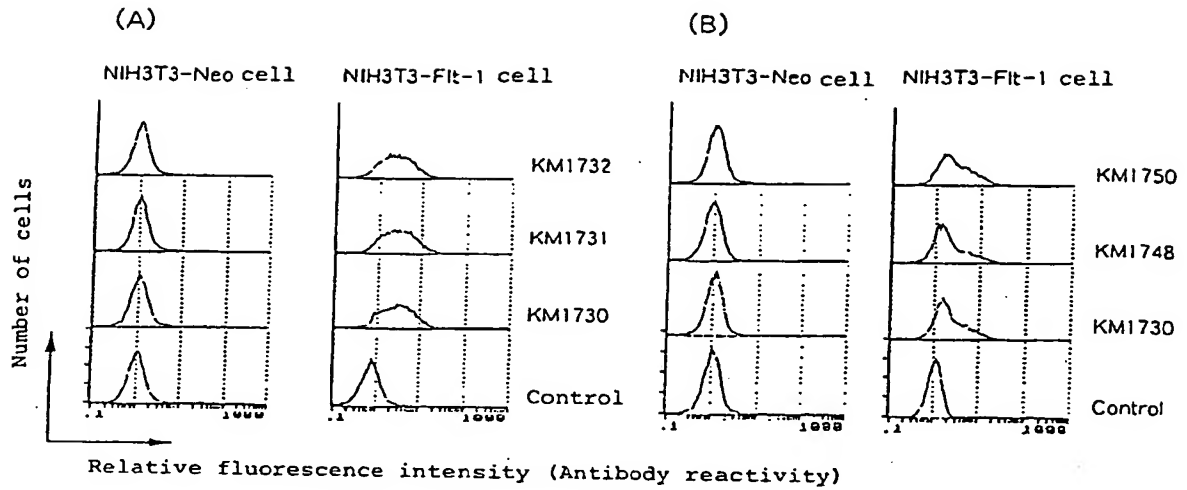 (A)
(B)
NIH3T3-Neo cell
NIH3T3-Flt-1 cell
NIH3T3-Neo cell
NIH3T3-Flt-1 cell
KM1732
KM1750
KM1731
KM1748
KM1730
KM1730
Control
Control
Number of cells
.1 1000
.1 1000
.1 1000
.1 1000
Relative fluorescence intensity (Antibody reactivity)